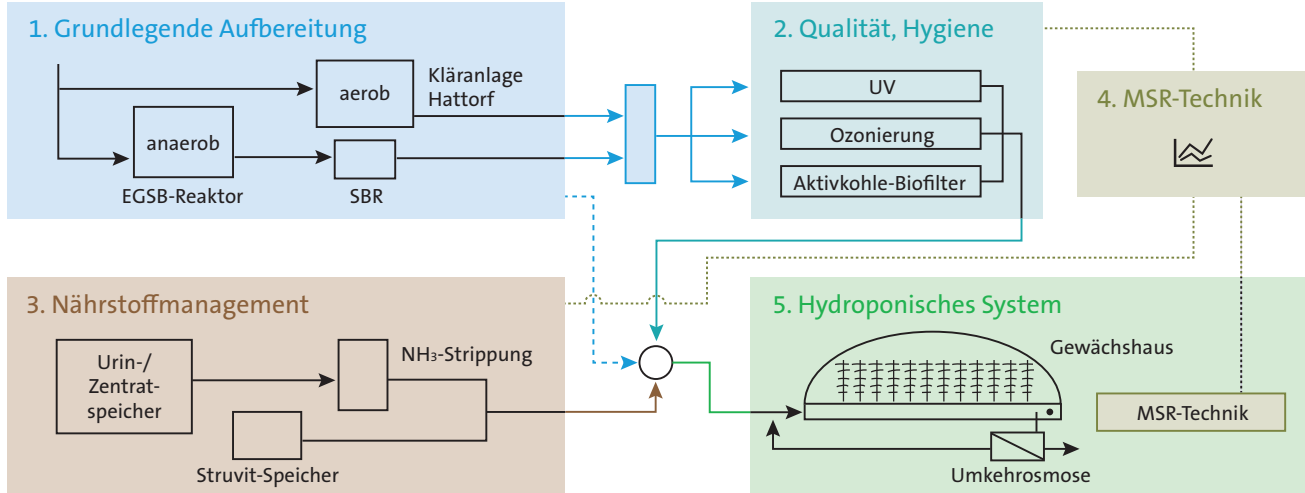 1. Grundlegende Aufbereitung
aerob
Kläranlage
Hattorf
anaerob
EGSB-Reaktor
SBR
2. Qualität, Hygiene
UV
Ozonierung
Aktivkohle-Biofilter
4. MSR-Technik
3. Nährstoffmanagement
Urin-/
Zentrat-
speicher
NH₃-Strippung
Struvit-Speicher
5. Hydroponisches System
Gewächshaus
MSR-Technik
Umkehrosmose